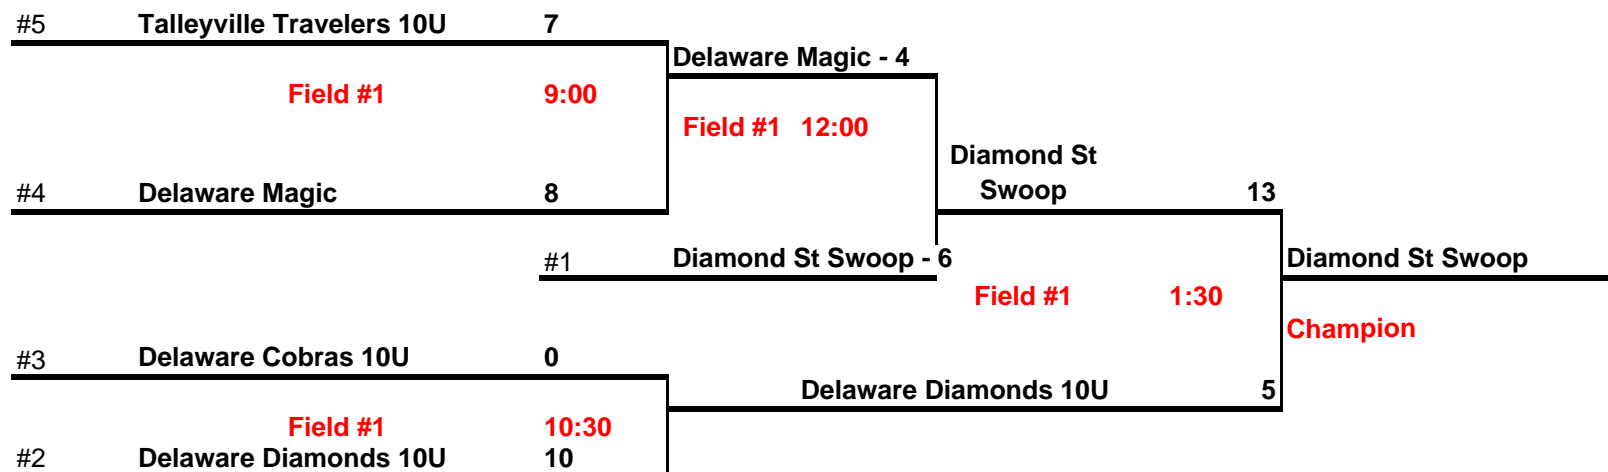 #5 Talleyville Travelers 10U 7
Delaware Magic - 4
Field #1 9:00
Field #1 12:00
Diamond St
Swoop 13
#4 Delaware Magic 8
#1 Diamond St Swoop - 6
Diamond St Swoop
Field #1 1:30
Champion
#3 Delaware Cobras 10U 0
Delaware Diamonds 10U 5
Field #1 10:30
#2 Delaware Diamonds 10U 10